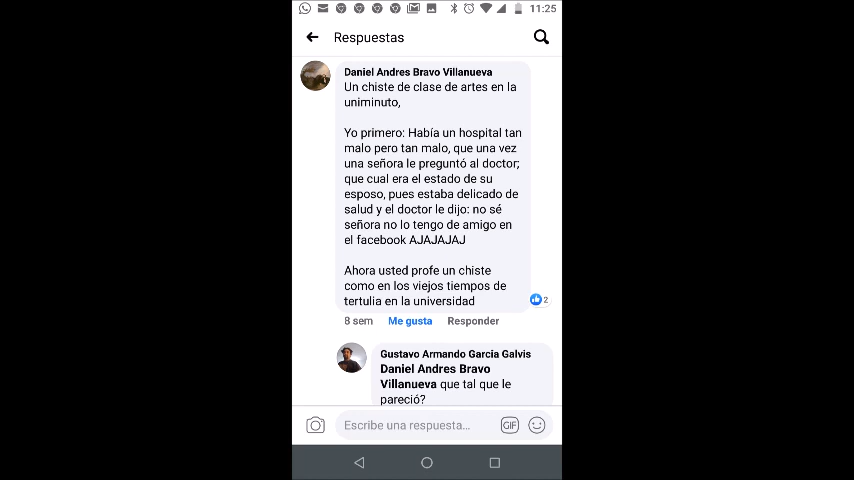 11:25
Respuestas
Daniel Andres Bravo Villanueva
Un chiste de clase de artes en la
uniminuto,
Yo primero: Había un hospital tan
malo pero tan malo, que una vez
una señora le preguntó al doctor;
que cual era el estado de su
esposo, pues estaba delicado de
salud y el doctor le dijo: no sé
señora no lo tengo de amigo en
el facebook AJAJAJAJ
Ahora usted profe un chiste
como en los viejos tiempos de
tertulia en la universidad
2
8 sem Me gusta Responder
Gustavo Armando Garcia Galvis
Daniel Andres Bravo
Villanueva que tal que le
pareció?
Escribe una respuesta... GIF